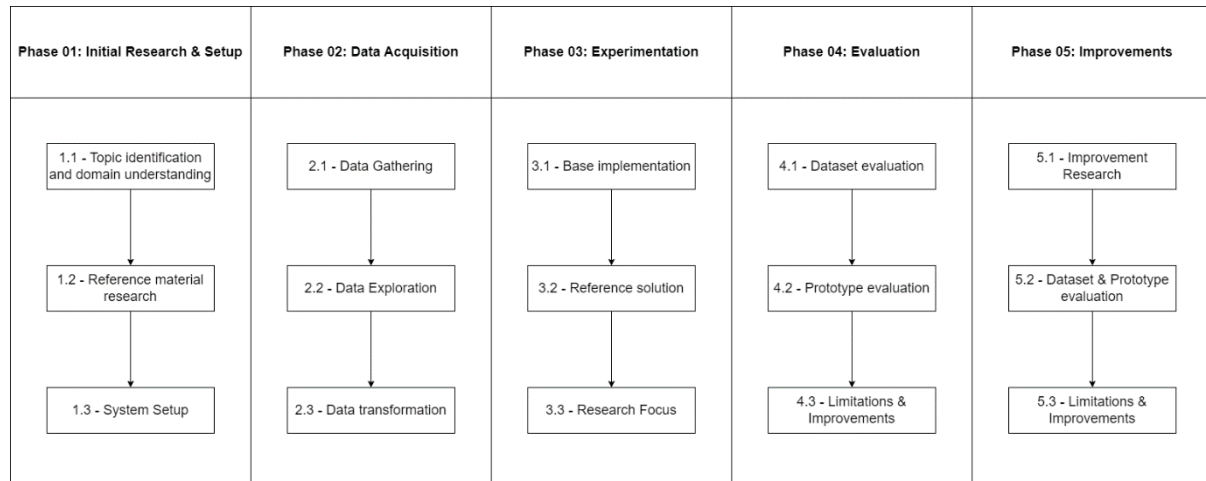 Phase 01: Initial Research & Setup
Phase 02: Data Acquisition
Phase 03: Experimentation
Phase 04: Evaluation
Phase 05: Improvements
1.1 - Topic identification
and domain understanding
1.2 - Reference material
research
1.3 - System Setup
2.1 - Data Gathering
2.2 - Data Exploration
2.3 - Data transformation
3.1 - Base implementation
3.2 - Reference solution
3.3 - Research Focus
4.1 - Dataset evaluation
4.2 - Prototype evaluation
4.3 - Limitations &
Improvements
5.1 - Improvement
Research
5.2 - Dataset & Prototype
evaluation
5.3 - Limitations &
Improvements